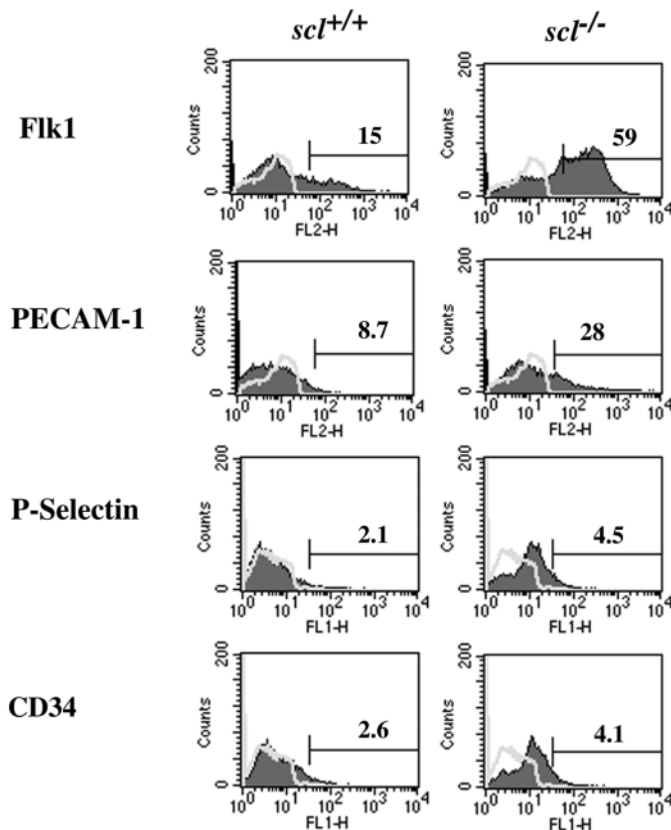 scl+/+ scl-/-
Flk1
200
Counts
0
15
10^0 10^1 10^2 10^3 10^4
FL2-H
200
Counts
0
59
10^0 10^1 10^2 10^3 10^4
FL2-H
PECAM-1
200
Counts
0
8.7
10^0 10^1 10^2 10^3 10^4
FL2-H
200
Counts
0
28
10^0 10^1 10^2 10^3 10^4
FL2-H
P-Selectin
200
Counts
0
2.1
10^0 10^1 10^2 10^3 10^4
FL1-H
200
Counts
0
4.5
10^0 10^1 10^2 10^3 10^4
FL1-H
CD34
200
Counts
0
2.6
10^0 10^1 10^2 10^3 10^4
FL1-H
200
Counts
0
4.1
10^0 10^1 10^2 10^3 10^4
FL1-H